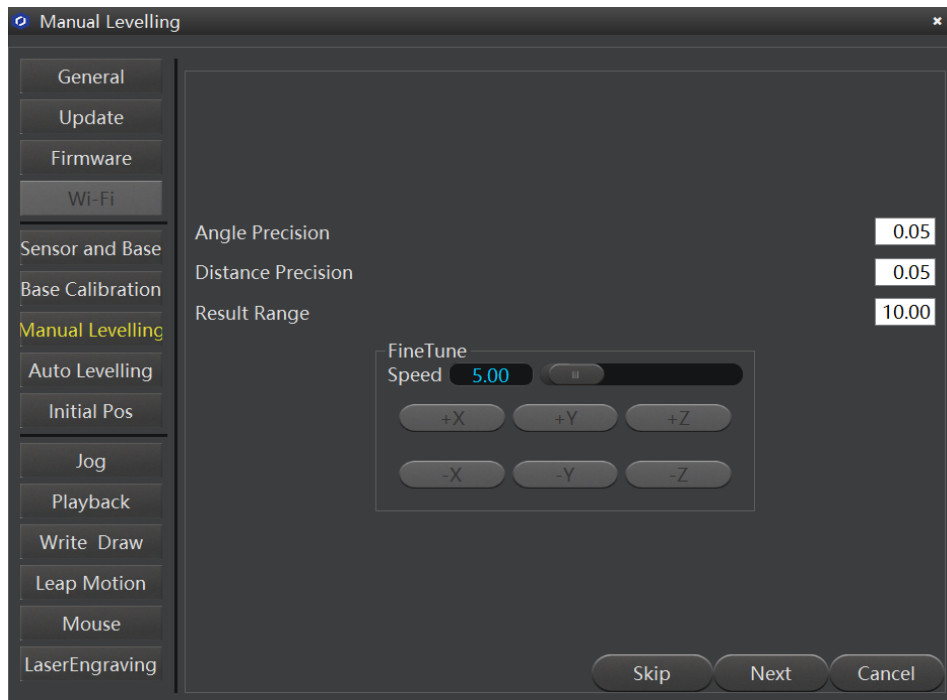 Manual Levelling
General
Update
Firmware
Wi-Fi
Sensor and Base
Base Calibration
Manual Levelling
Auto Levelling
Initial Pos
Jog
Playback
Write Draw
Leap Motion
Mouse
LaserEngraving
Angle Precision 0.05
Distance Precision 0.05
Result Range 10.00
FineTune
Speed 5.00
+X +Y +Z
-X -Y -Z
Skip Next Cancel